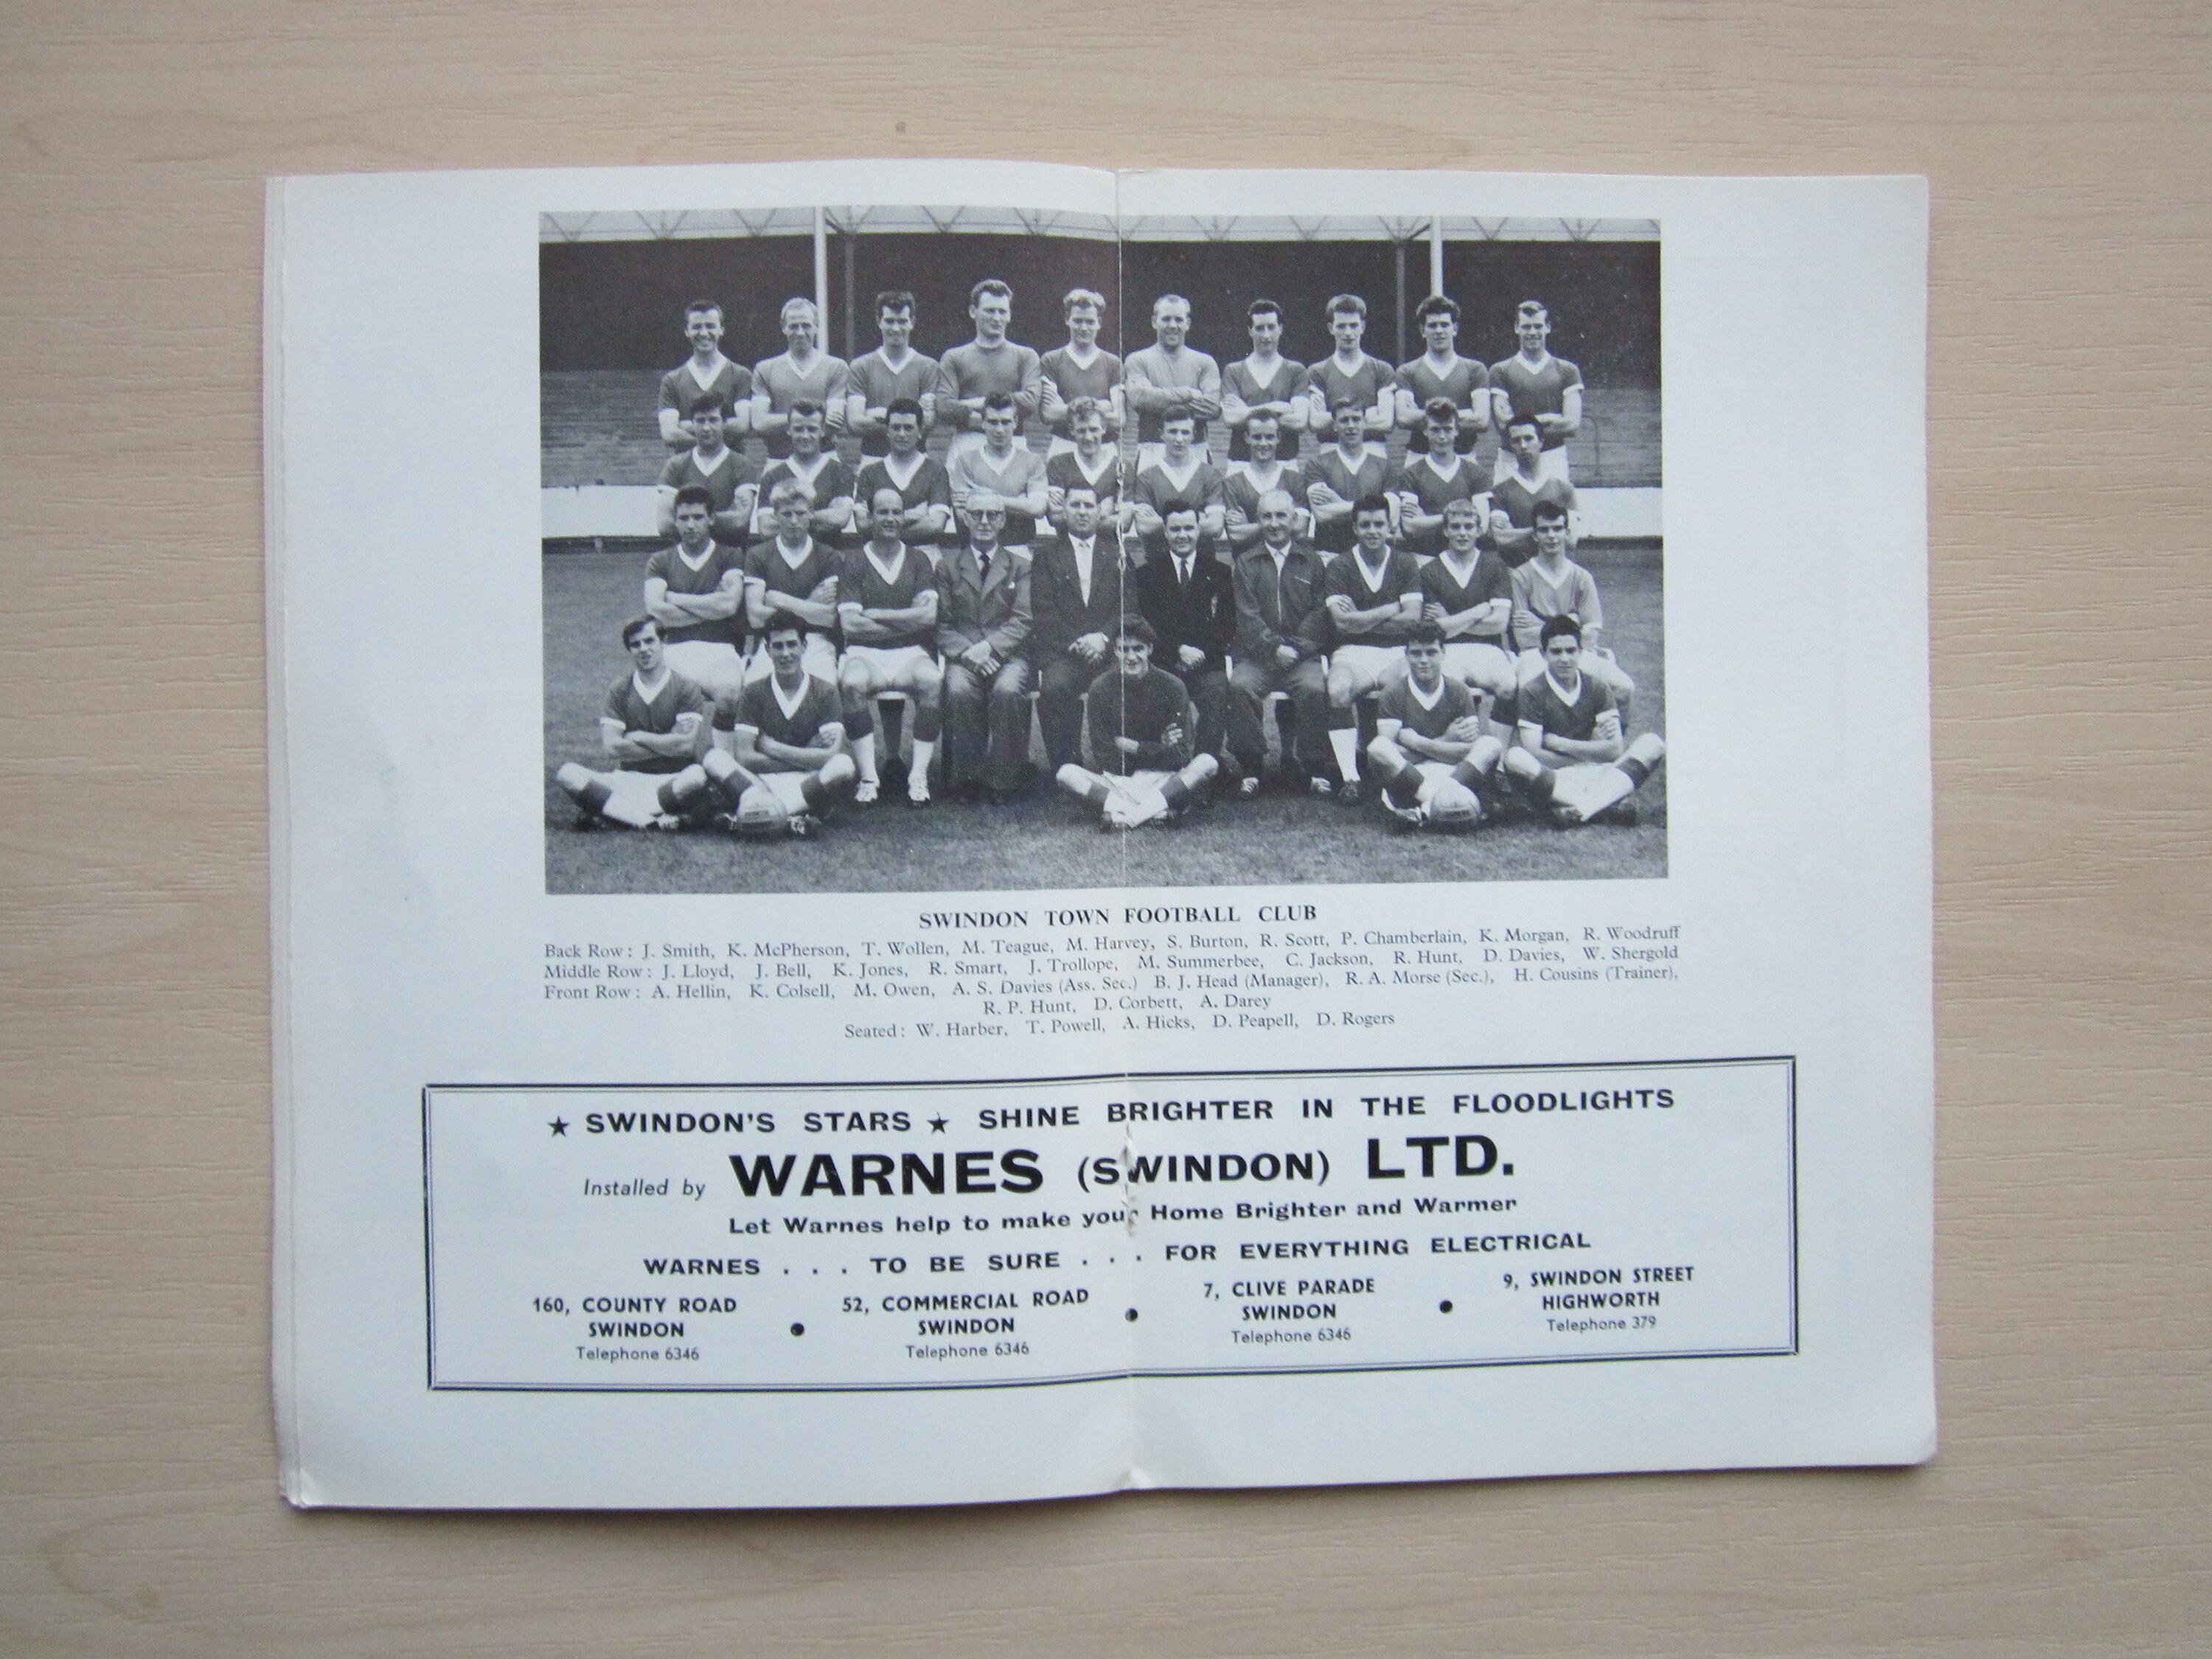 SWINDON TOWN FOOTBALL CLUB
Back Row : J. Smith, K. McPherson, T. Wollen, M. Teague, M. Harvey, S. Burton, R. Scott, P. Chamberlain, K. Morgan, R. Woodruff
Middle Row : J. Lloyd, J. Bell, K. Jones, R. Smart, J. Trollope, M. Summerbee, C. Jackson, R. Hunt, D. Davies, W. Shergold
Front Row : A. Hellin, K. Colsell, M. Owen, A. S. Davies (Ass. Sec.) B. J. Head (Manager), R. A. Morse (Sec.), H. Cousins (Trainer),
R. P. Hunt, D. Corbett, A. Darey
Seated : W. Harber, T. Powell, A. Hicks, D. Peapell, D. Rogers
★ SWINDON'S STARS ★ SHINE BRIGHTER IN THE FLOODLIGHTS
Installed by WARNES (SWINDON) LTD.
Let Warnes help to make your Home Brighter and Warmer
WARNES . . . TO BE SURE . . . FOR EVERYTHING ELECTRICAL
160, COUNTY ROAD
SWINDON
Telephone 6346
●
52, COMMERCIAL ROAD
SWINDON
Telephone 6346
●
7, CLIVE PARADE
SWINDON
Telephone 6346
●
9, SWINDON STREET
HIGHWORTH
Telephone 379